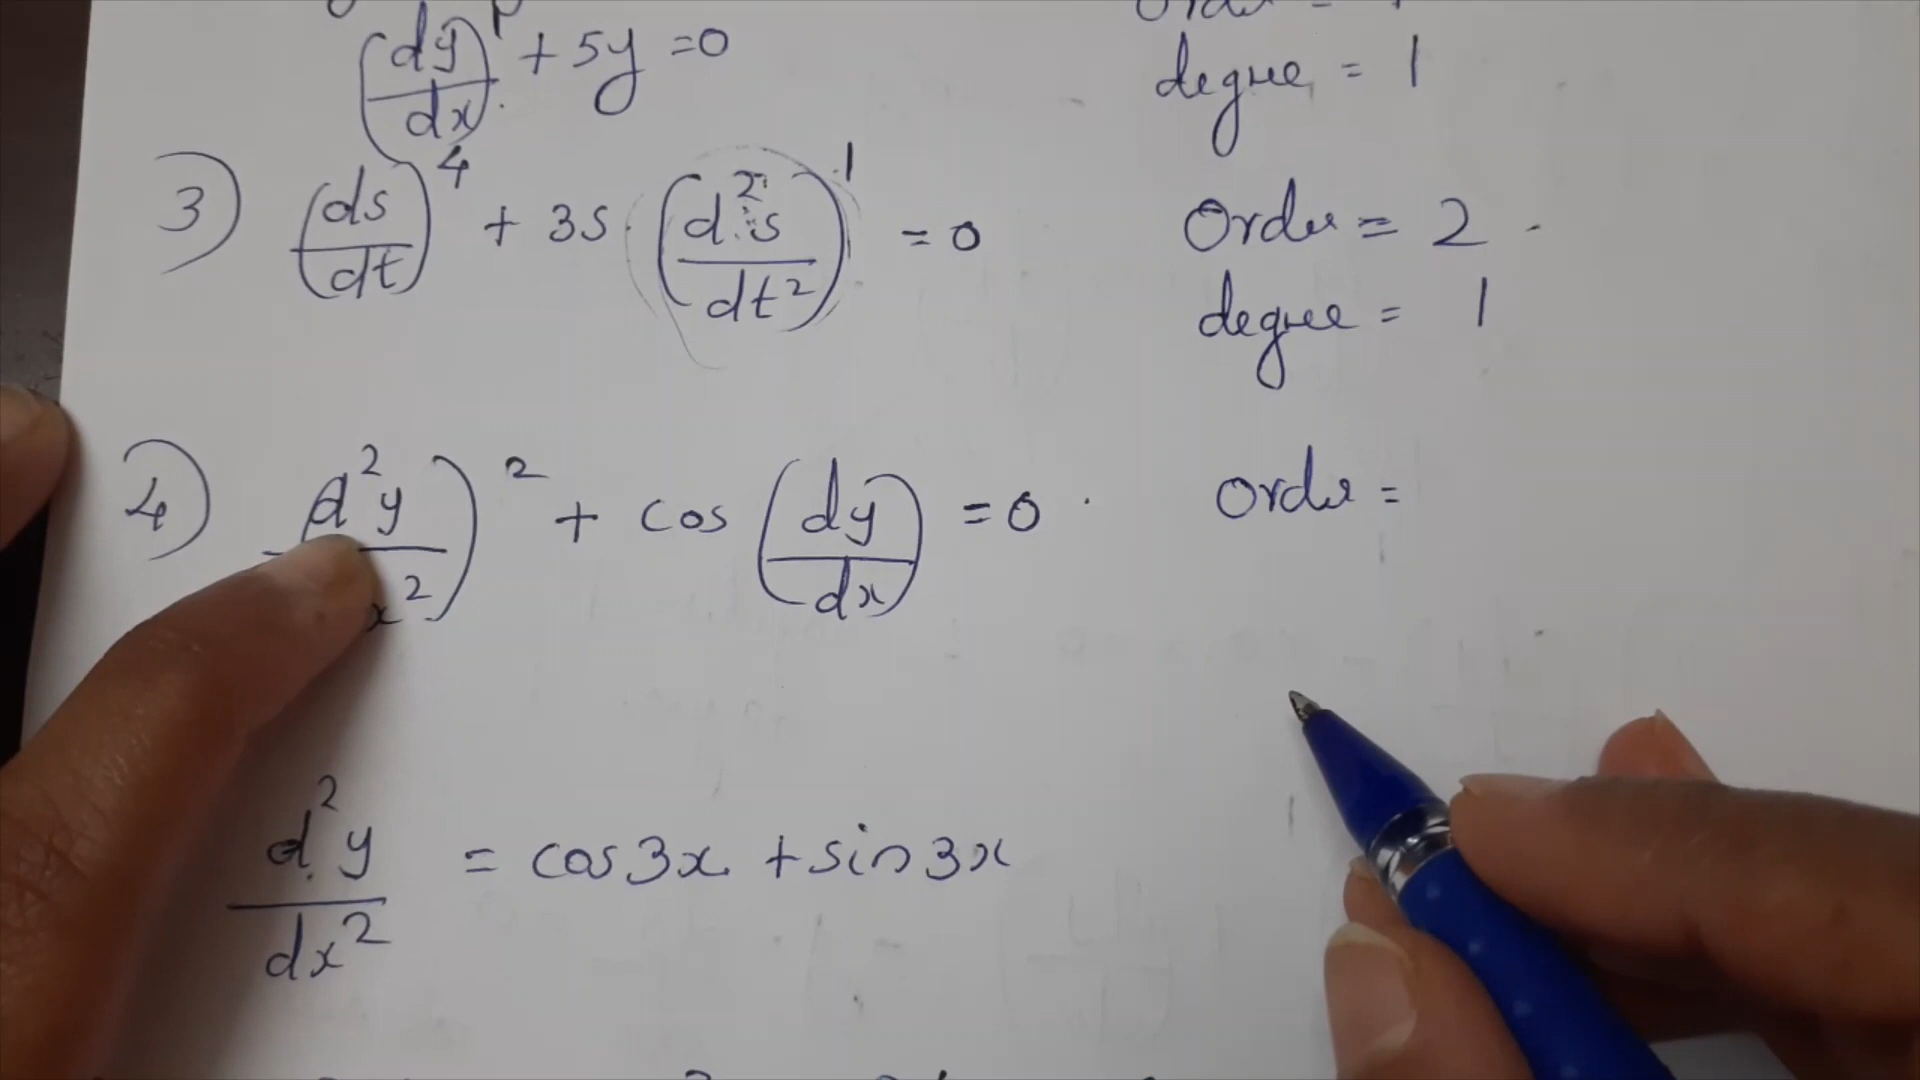 (dy/dx) + 5y = 0
degree = 1
3) (ds/dt)^4 + 3s (d²s/dt²)^1 = 0
Order = 2
degree = 1
4) (d²y/x²)² + cos (dy/dx) = 0
Order =
d²y/dx² = cos3x + sin3x